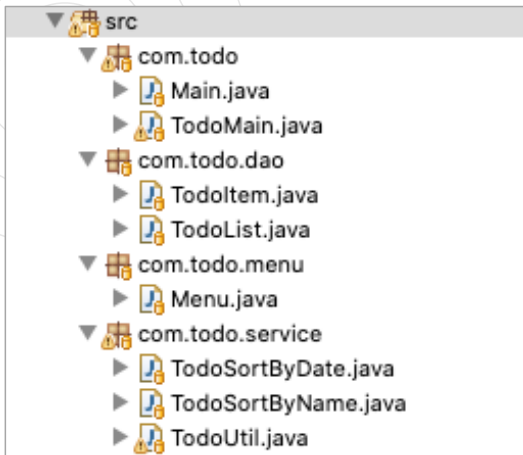 src
com.todo
Main.java
TodoMain.java
com.todo.dao
TodoItem.java
TodoList.java
com.todo.menu
Menu.java
com.todo.service
TodoSortByDate.java
TodoSortByName.java
TodoUtil.java